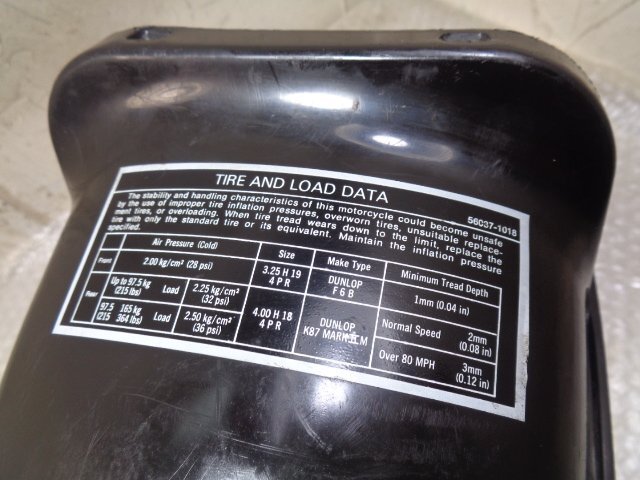 TIRE AND LOAD DATA
56037-1018
The stability and handling characteristics of this motorcycle could become unsafe
by the use of improper tire inflation pressures, overworn tires, unsuitable replace-
ment tires, or overloading. When tire tread wears down to the limit, replace the
tire with only the standard tire or its equivalent. Maintain the inflation pressure
specified.
Air Pressure (Cold) Size Make Type Minimum Tread Depth
Front 2.00 kg/cm² (28 psi) 3.25 H 19 4 P R DUNLOP F 6 B 1mm (0.04 in)
Rear Up to 97.5 kg (215 lbs) Load 2.25 kg/cm² (32 psi) 4.00 H 18 4 P R DUNLOP K87 MARK Normal Speed 2mm (0.08 in)
97.5 165 kg (215 364 lbs) Load 2.50 kg/cm² (36 psi) Over 80 MPH 3mm (0.12 in)